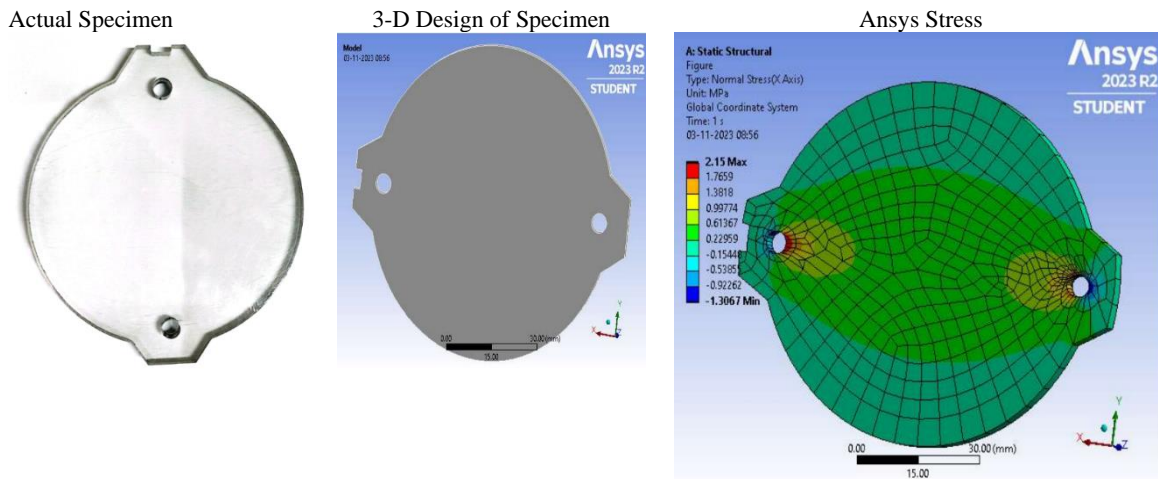 Actual Specimen
3-D Design of Specimen
Ansys Stress
Model
03-11-2023 08:56
Ansys
2023 R2
STUDENT
0.00
30.00 (mm)
15.00
X
Y
Z
A: Static Structural
Figure
Type: Normal Stress(X Axis)
Unit: MPa
Global Coordinate System
Time: 1 s
03-11-2023 08:56
Ansys
2023 R2
STUDENT
2.15 Max
1.7659
1.3818
0.99774
0.61367
0.22959
-0.15448
-0.53855
-0.92262
-1.3067 Min
0.00
30.00 (mm)
15.00
X
Y
Z